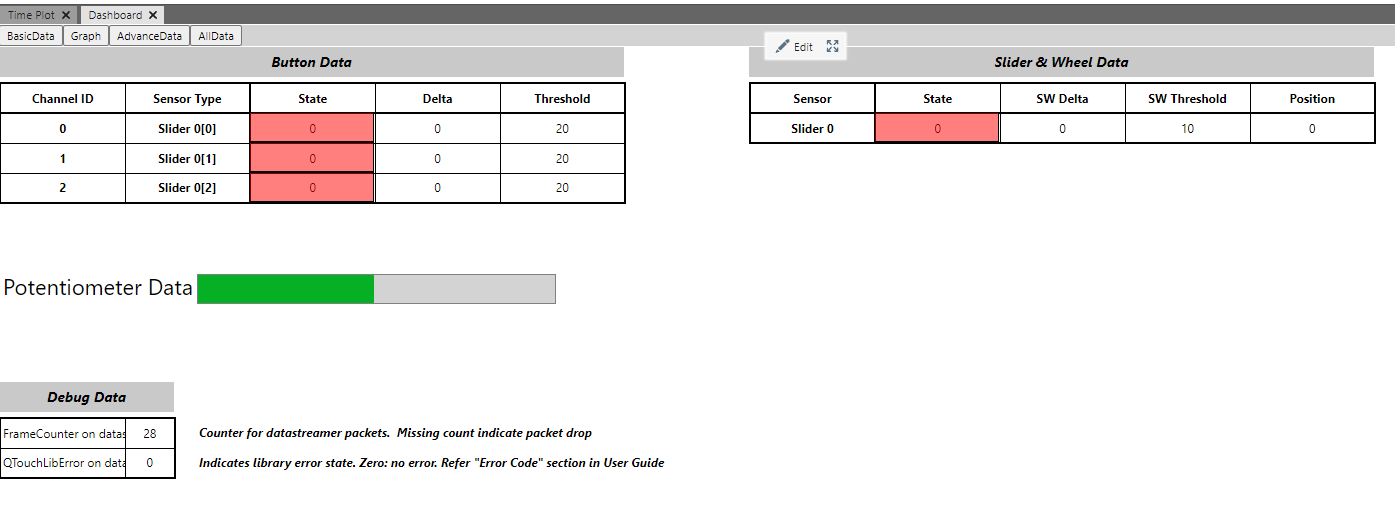 Time Plot Dashboard
BasicData Graph AdvanceData AllData
Edit
Button Data
Channel ID Sensor Type State Delta Threshold
0 Slider 0[0] 0 0 20
1 Slider 0[1] 0 0 20
2 Slider 0[2] 0 0 20
Slider & Wheel Data
Sensor State SW Delta SW Threshold Position
Slider 0 0 0 10 0
Potentiometer Data
Debug Data
FrameCounter on datas 28 Counter for datastreamer packets. Missing count indicate packet drop
QTouchLibError on data 0 Indicates library error state. Zero: no error. Refer "Error Code" section in User Guide